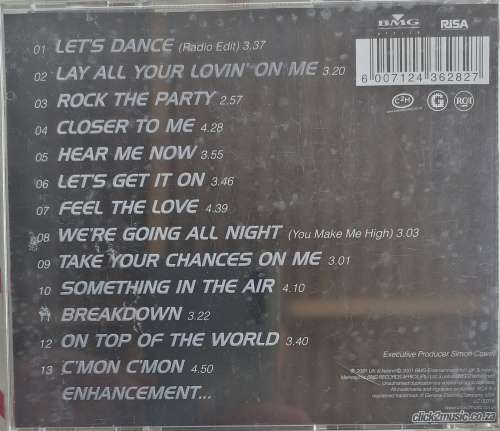 BMG
AFRICA
RiSA
01 LET'S DANCE (Radio Edit) 3.37
02 LAY ALL YOUR LOVIN' ON ME 3.20
03 ROCK THE PARTY 2.57
04 CLOSER TO ME 4.28
05 HEAR ME NOW 3.55
06 LET'S GET IT ON 3.46
07 FEEL THE LOVE 4.39
08 WE'RE GOING ALL NIGHT (You Make Me High) 3.03
09 TAKE YOUR CHANCES ON ME 3.01
10 SOMETHING IN THE AIR 4.10
11 BREAKDOWN 3.22
12 ON TOP OF THE WORLD 3.40
13 C'MON C'MON 4.50
ENHANCEMENT...
6 007124 362827
RCA
Executive Producer Simon Cowell
click2music.co.za